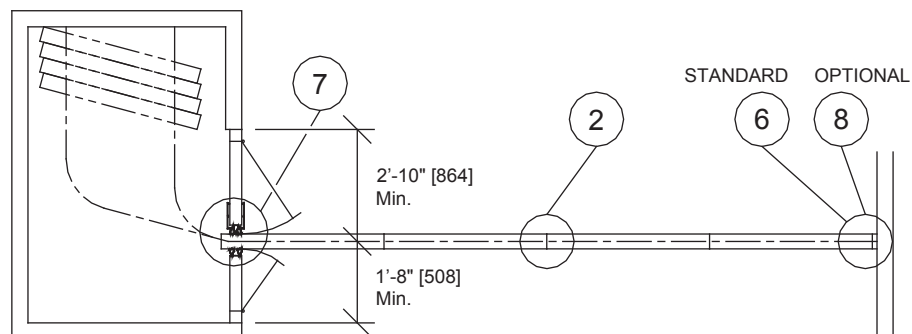 STANDARD OPTIONAL
7
2
6
8
2'-10" [864]
Min.
1'-8" [508]
Min.